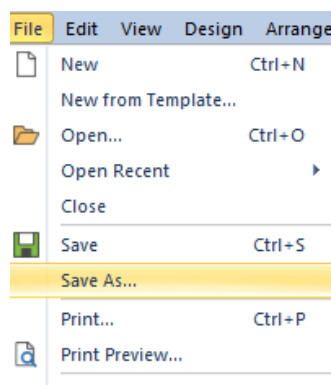 File Edit View Design Arrange
New Ctrl+N
New from Template...
Open... Ctrl+O
Open Recent
Close
Save Ctrl+S
Save As...
Print... Ctrl+P
Print Preview...